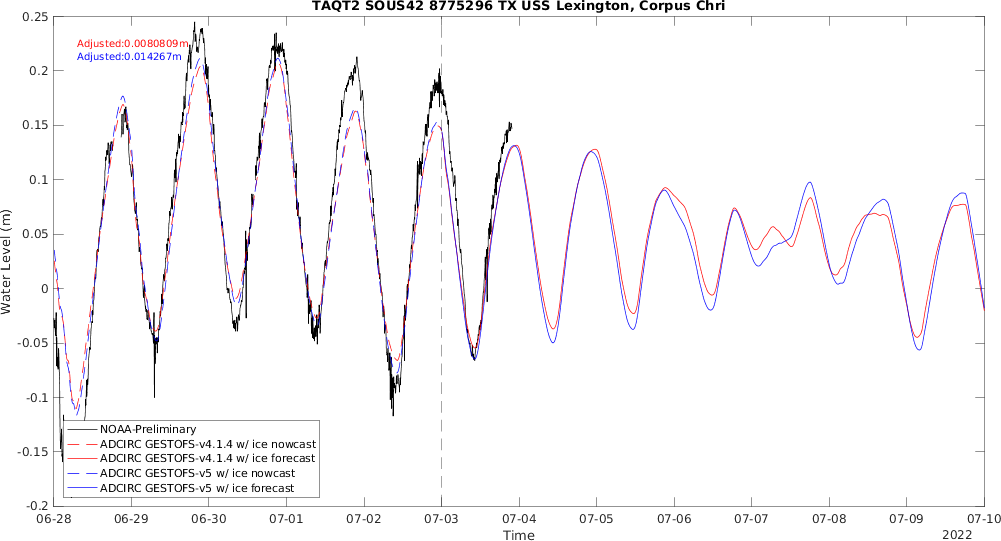 TAQT2 SOUS42 8775296 TX USS Lexington, Corpus Chri
0.25
0.2
0.15
0.1
0.05
0
-0.05
-0.1
-0.15
-0.2
Water Level (m)
Adjusted:0.0080809m
Adjusted:0.014267m
NOAA-Preliminary
ADCIRC GESTOFS-v4.1.4 w/ ice nowcast
ADCIRC GESTOFS-v4.1.4 w/ ice forecast
ADCIRC GESTOFS-v5 w/ ice nowcast
ADCIRC GESTOFS-v5 w/ ice forecast
06-28 06-29 06-30 07-01 07-02 07-03 07-04 07-05 07-06 07-07 07-08 07-09 07-10
Time
2022